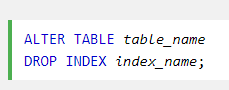 ALTER TABLE table_name
DROP INDEX index_name;